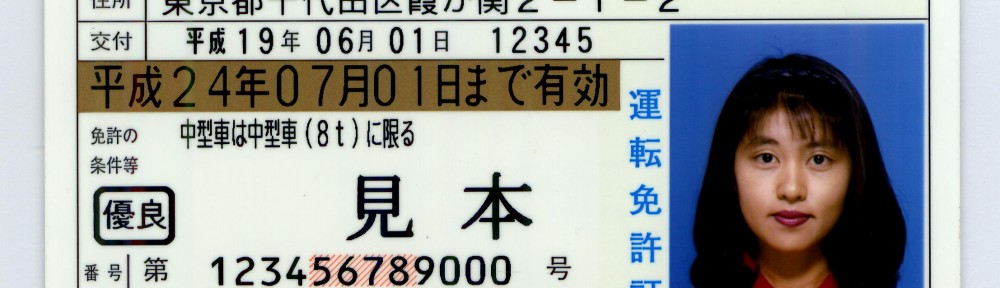 住所 東京都千代田区霞が関2-1-2
交付 平成19年06月01日 12345
平成24年07月01日まで有効
免許の条件等 中型車は中型車(8t)に限る
見本
優良
番号 第 123456789000 号
運転免許証